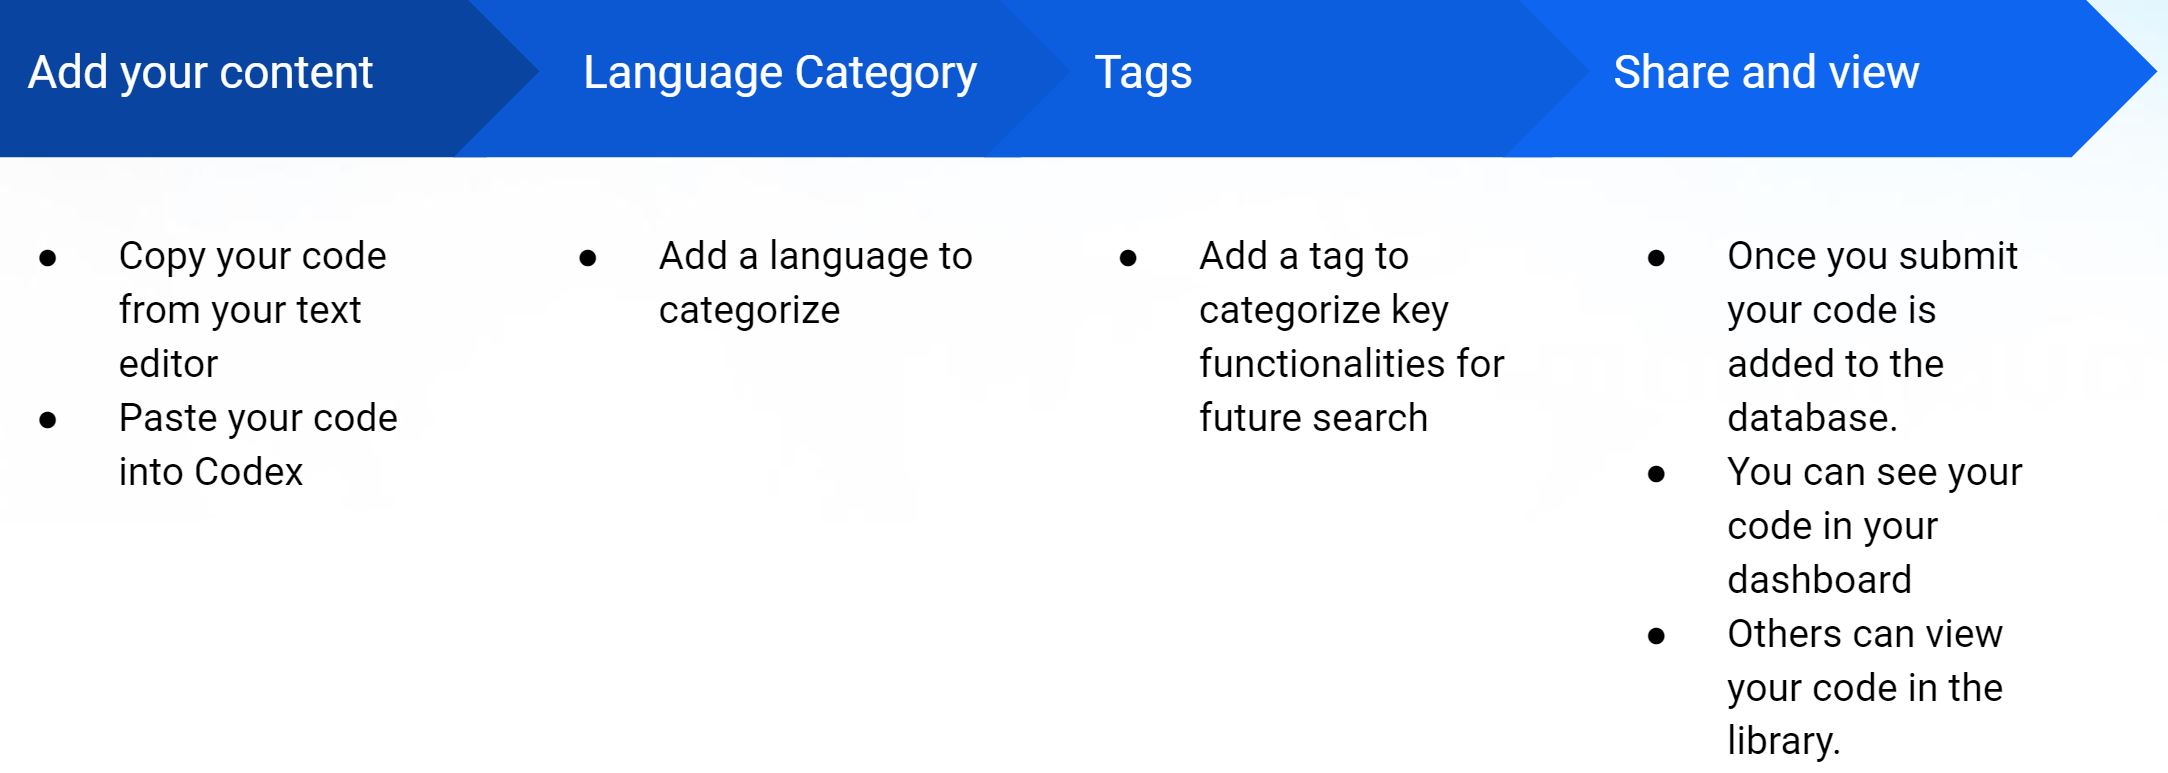 Add your content
Language Category
Tags
Share and view
● Copy your code
from your text
editor
● Paste your code
into Codex
● Add a language to
categorize
● Add a tag to
categorize key
functionalities for
future search
● Once you submit
your code is
added to the
database.
● You can see your
code in your
dashboard
● Others can view
your code in the
library.